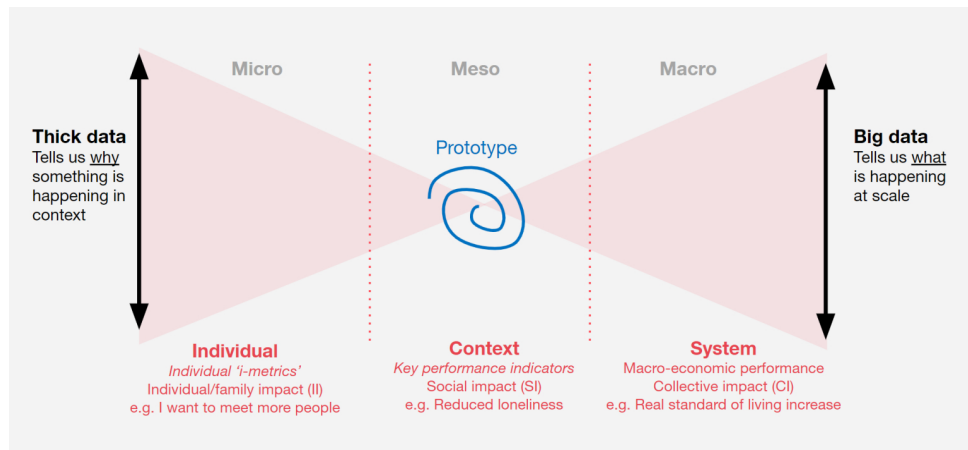 Micro
Meso
Macro
Thick data
Tells us why
something is
happening in
context
Prototype
Big data
Tells us what
is happening
at scale
Individual
Individual ‘i-metrics’
Individual/family impact (II)
e.g. I want to meet more people
Context
Key performance indicators
Social impact (SI)
e.g. Reduced loneliness
System
Macro-economic performance
Collective impact (CI)
e.g. Real standard of living increase